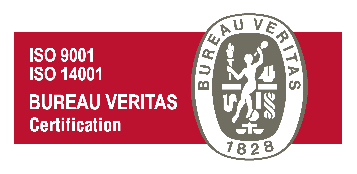 ISO 9001
ISO 14001
BUREAU VERITAS
Certification
BUREAU VERITAS
1828